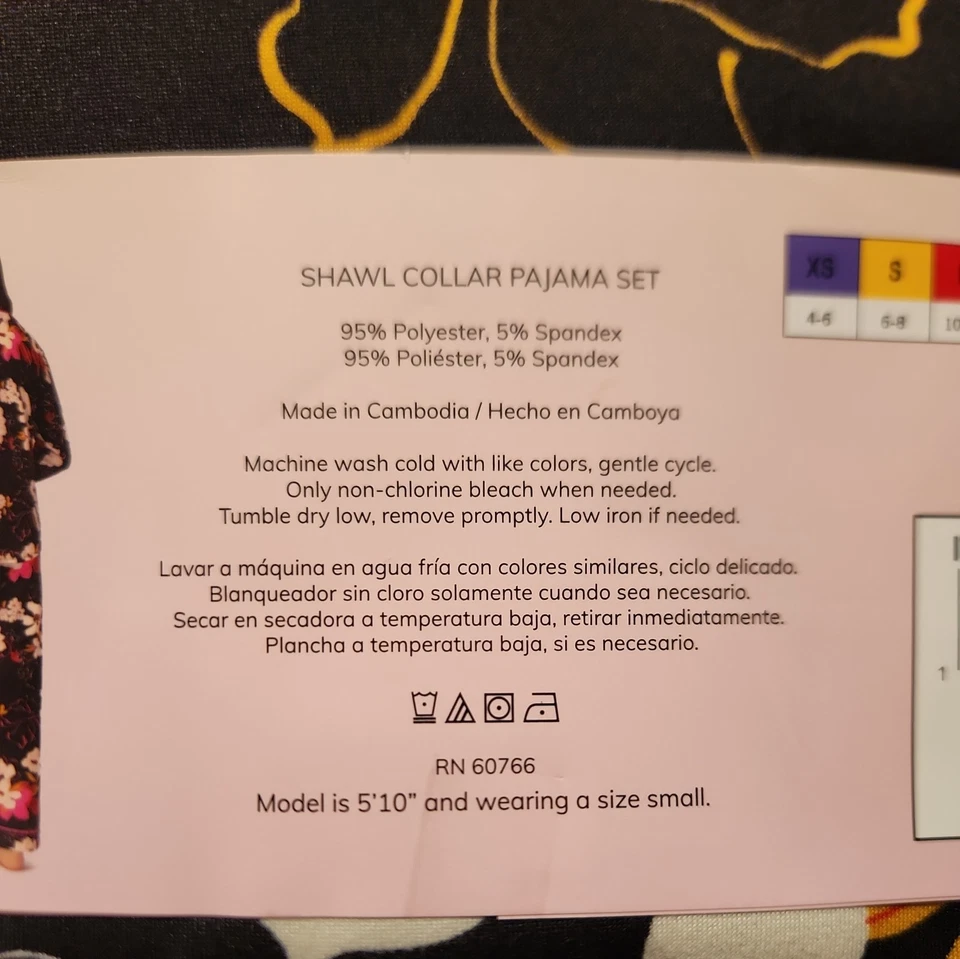 SHAWL COLLAR PAJAMA SET
XS S
4-6 6-8 10
95% Polyester, 5% Spandex
95% Poliéster, 5% Spandex
Made in Cambodia / Hecho en Camboya
Machine wash cold with like colors, gentle cycle.
Only non-chlorine bleach when needed.
Tumble dry low, remove promptly. Low iron if needed.
Lavar a máquina en agua fría con colores similares, ciclo delicado.
Blanqueador sin cloro solamente cuando sea necesario.
Secar en secadora a temperatura baja, retirar inmediatamente.
Plancha a temperatura baja, si es necesario.
1
RN 60766
Model is 5'10” and wearing a size small.